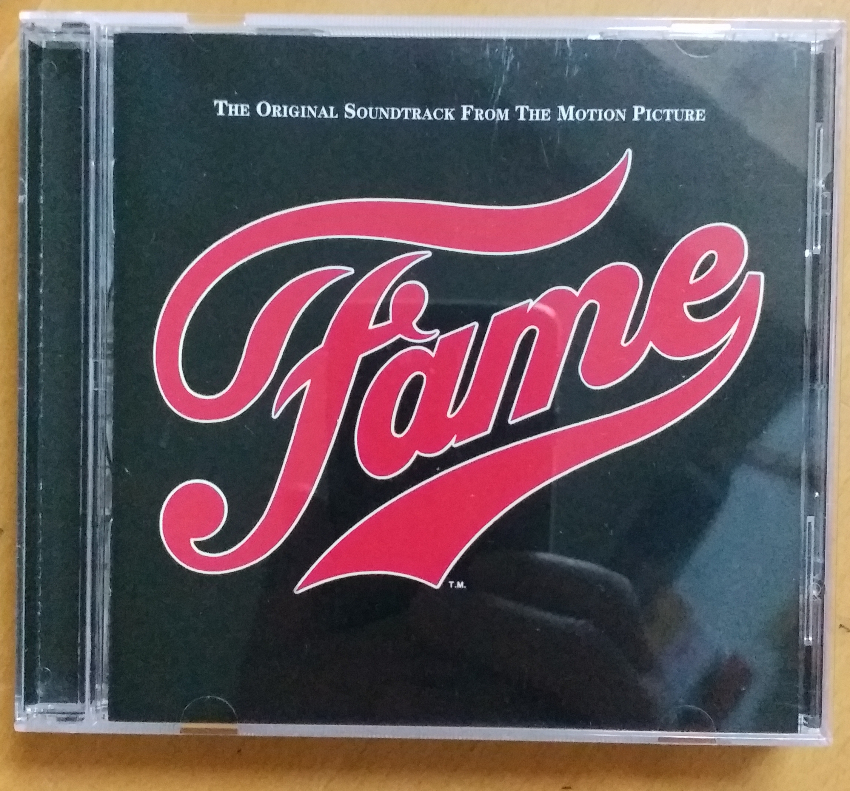 The Original Soundtrack From The Motion Picture
Fame
T.M.